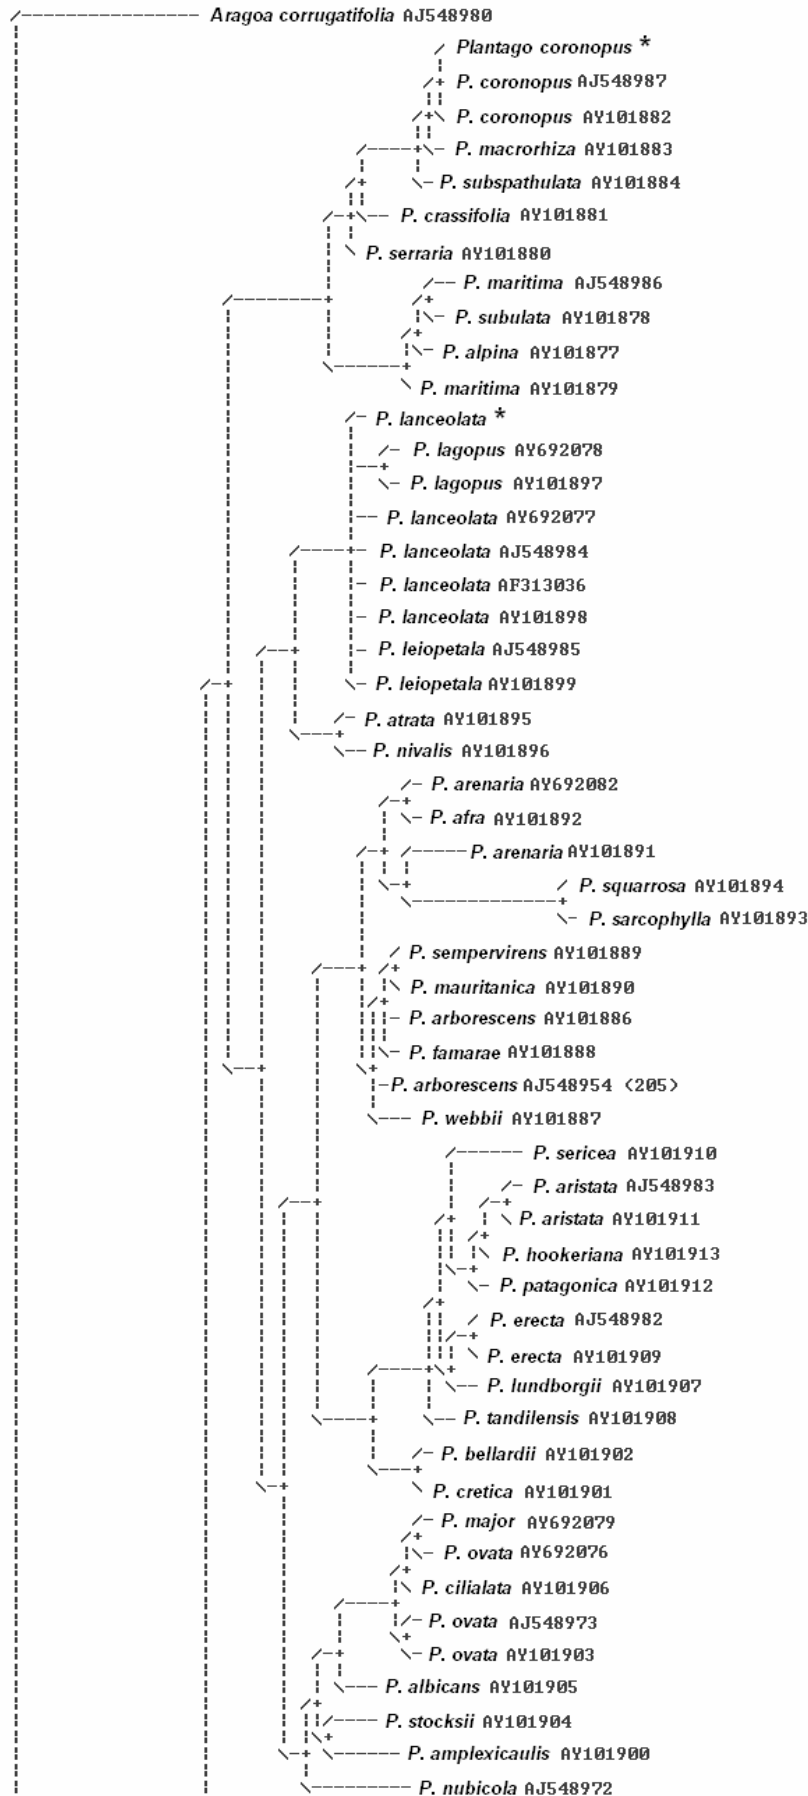 Aragoa corrugatifolia AJ548980
Plantago coronopus *
P. coronopus AJ548987
P. coronopus AY101882
P. macrorhiza AY101883
P. subspathulata AY101884
P. crassifolia AY101881
P. serraria AY101880
P. maritima AJ548986
P. subulata AY101878
P. alpina AY101877
P. maritima AY101879
P. lanceolata *
P. lagopus AY692078
P. lagopus AY101897
P. lanceolata AY692077
P. lanceolata AJ548984
P. lanceolata AF313036
P. lanceolata AY101898
P. leiopetala AJ548985
P. leiopetala AY101899
P. atrata AY101895
P. nivalis AY101896
P. arenaria AY692082
P. afra AY101892
P. arenaria AY101891
P. squarrosa AY101894
P. sarcophylla AY101893
P. sempervirens AY101889
P. mauritanica AY101890
P. arborescens AY101886
P. famarae AY101888
P. arborescens AJ548954 (205)
P. webbii AY101887
P. sericea AY101910
P. aristata AJ548983
P. aristata AY101911
P. hookeriana AY101913
P. patagonica AY101912
P. erecta AJ548982
P. erecta AY101909
P. lundborgii AY101907
P. tandilensis AY101908
P. bellardii AY101902
P. cretica AY101901
P. major AY692079
P. ovata AY692076
P. cilialata AY101906
P. ovata AJ548973
P. ovata AY101903
P. albicans AY101905
P. stocksii AY101904
P. amplexicaulis AY101900
P. nubicola AJ548972